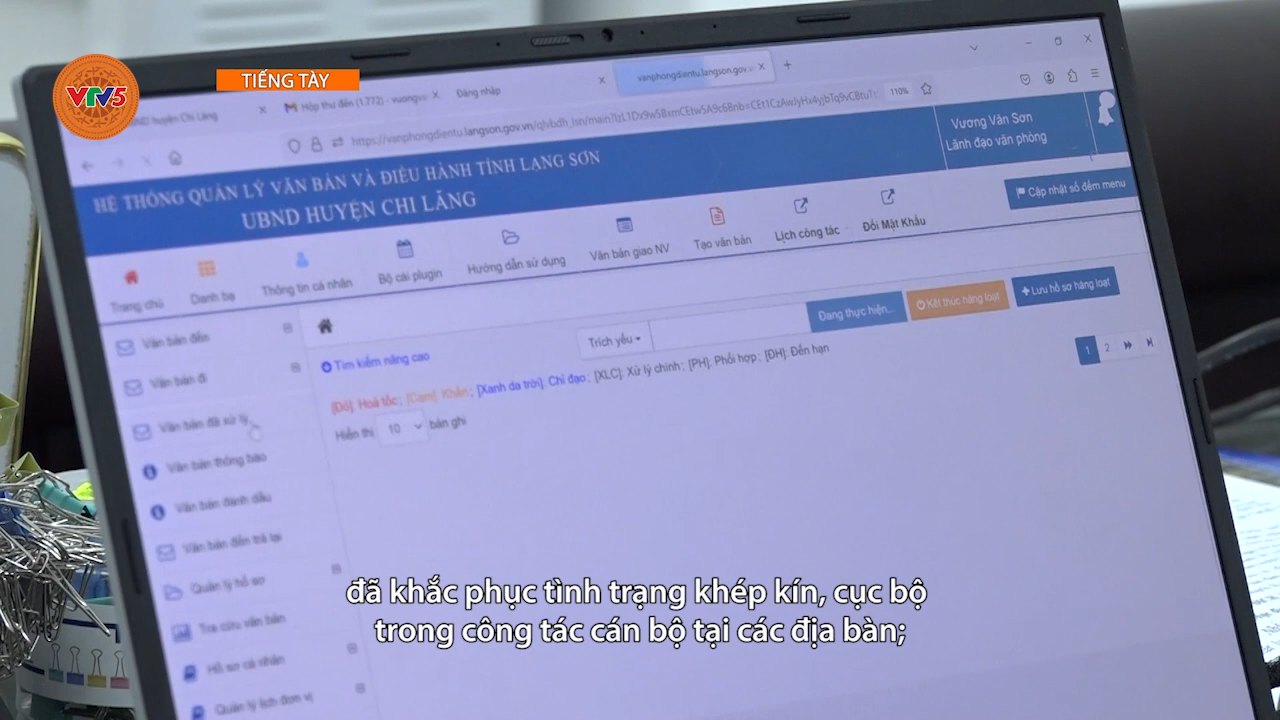 VTV5
TIẾNG TÀY
UBND huyện Chi Lăng
Hộp thư đến (1.772) - vuongvs
Đăng nhập
vanphongdientu.langson.gov.v
110%
HỆ THỐNG QUẢN LÝ VĂN BẢN VÀ ĐIỀU HÀNH TỈNH LẠNG SƠN
UBND HUYỆN CHI LĂNG
Vương Văn Sơn
Lãnh đạo văn phòng
Cập nhật số đếm menu
Trang chủ
Danh bạ
Thông tin cá nhân
Bộ cài plugin
Hướng dẫn sử dụng
Văn bản giao NV
Tạo văn bản
Lịch công tác
Đổi Mật Khẩu
Văn bản đến
Văn bản đi
Văn bản đã xử lý
Văn bản thông báo
Văn bản đánh dấu
Văn bản đến trả lại
Quản lý hồ sơ
Tra cứu văn bản
Hồ sơ cá nhân
Quản lý lịch đơn vị
Tìm kiếm nâng cao
Trích yếu
Đang thực hiện...
Kết thúc hàng loạt
Lưu hồ sơ hàng loạt
[Đỏ]: Hoả tốc; [Cam]: Khẩn; [Xanh da trời]: Chỉ đạo; [XLC]: Xử lý chính; [PH]: Phối hợp; [ĐH]: Đến hạn
1 2
Hiển thị 10 bản ghi
đã khắc phục tình trạng khép kín, cục bộ
trong công tác cán bộ tại các địa bàn;